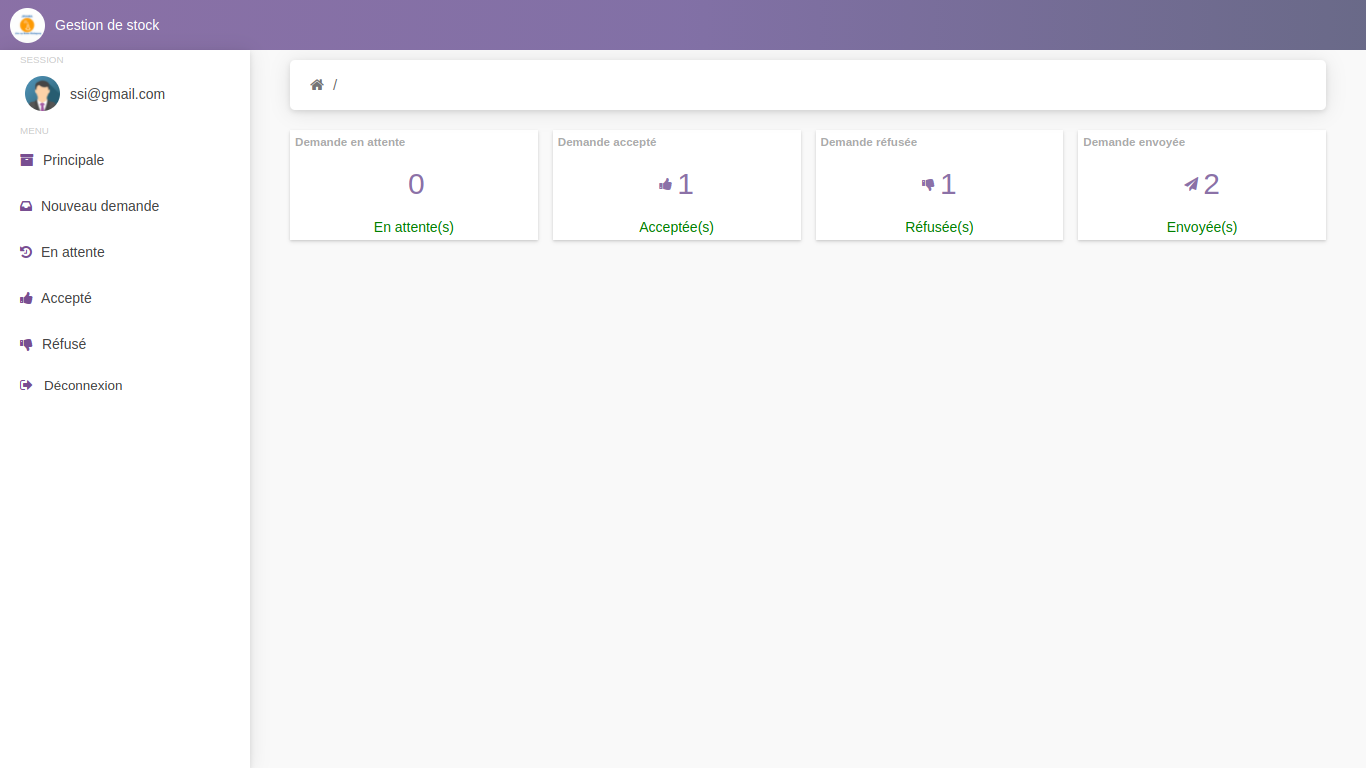 Gestion de stock
SESSION
ssi@gmail.com
MENU
Principale
Nouveau demande
En attente
Accepté
Réfusé
Déconnexion
/
Demande en attente
0
En attente(s)
Demande accepté
1
Acceptée(s)
Demande réfusée
1
Réfusée(s)
Demande envoyée
2
Envoyée(s)